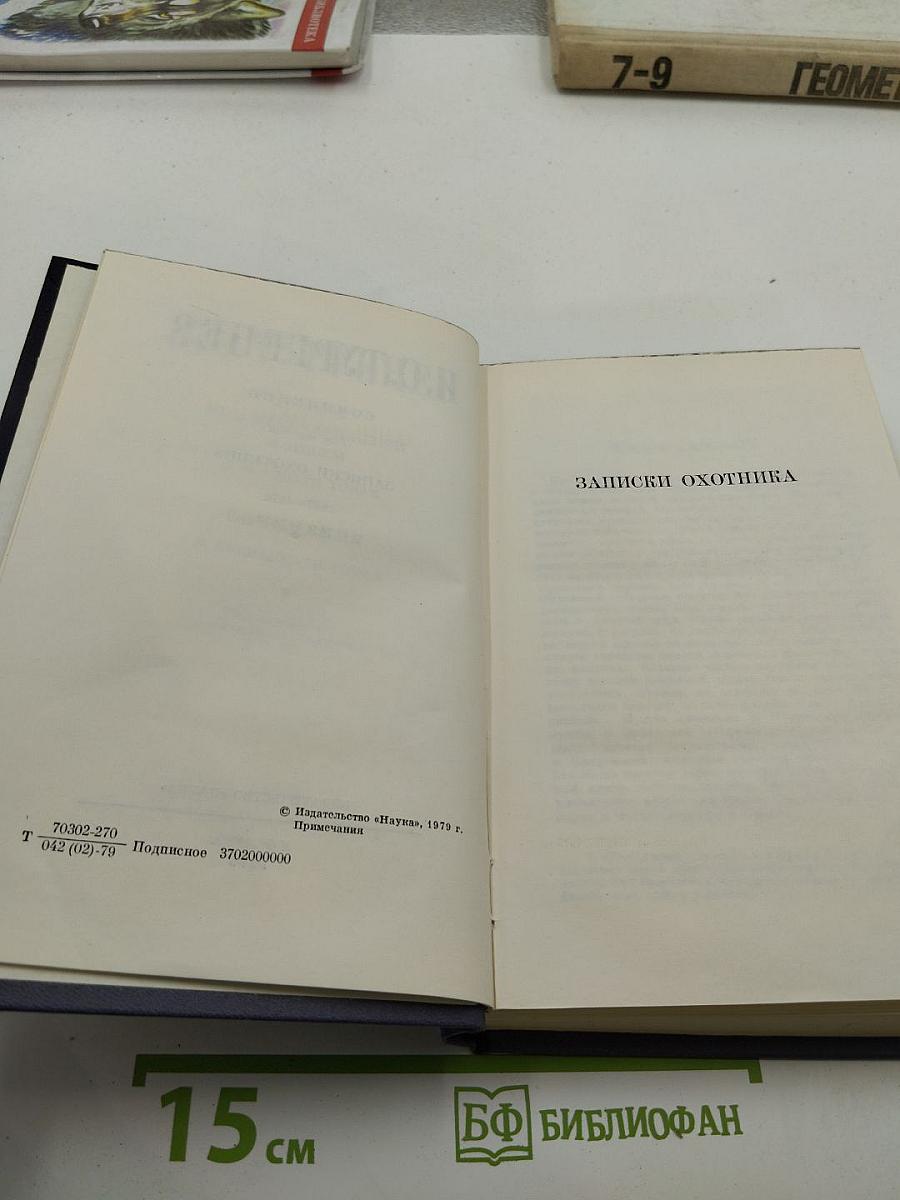 БИБЛИОТЕКА
7-9
ГЕОМЕТ
ЗАПИСКИ ОХОТНИКА
© Издательство «Наука», 1979 г.
Примечания
Т 70302-270
042 (02)-79
Подписное 3702000000
15 см
БФ БИБЛИОФАН